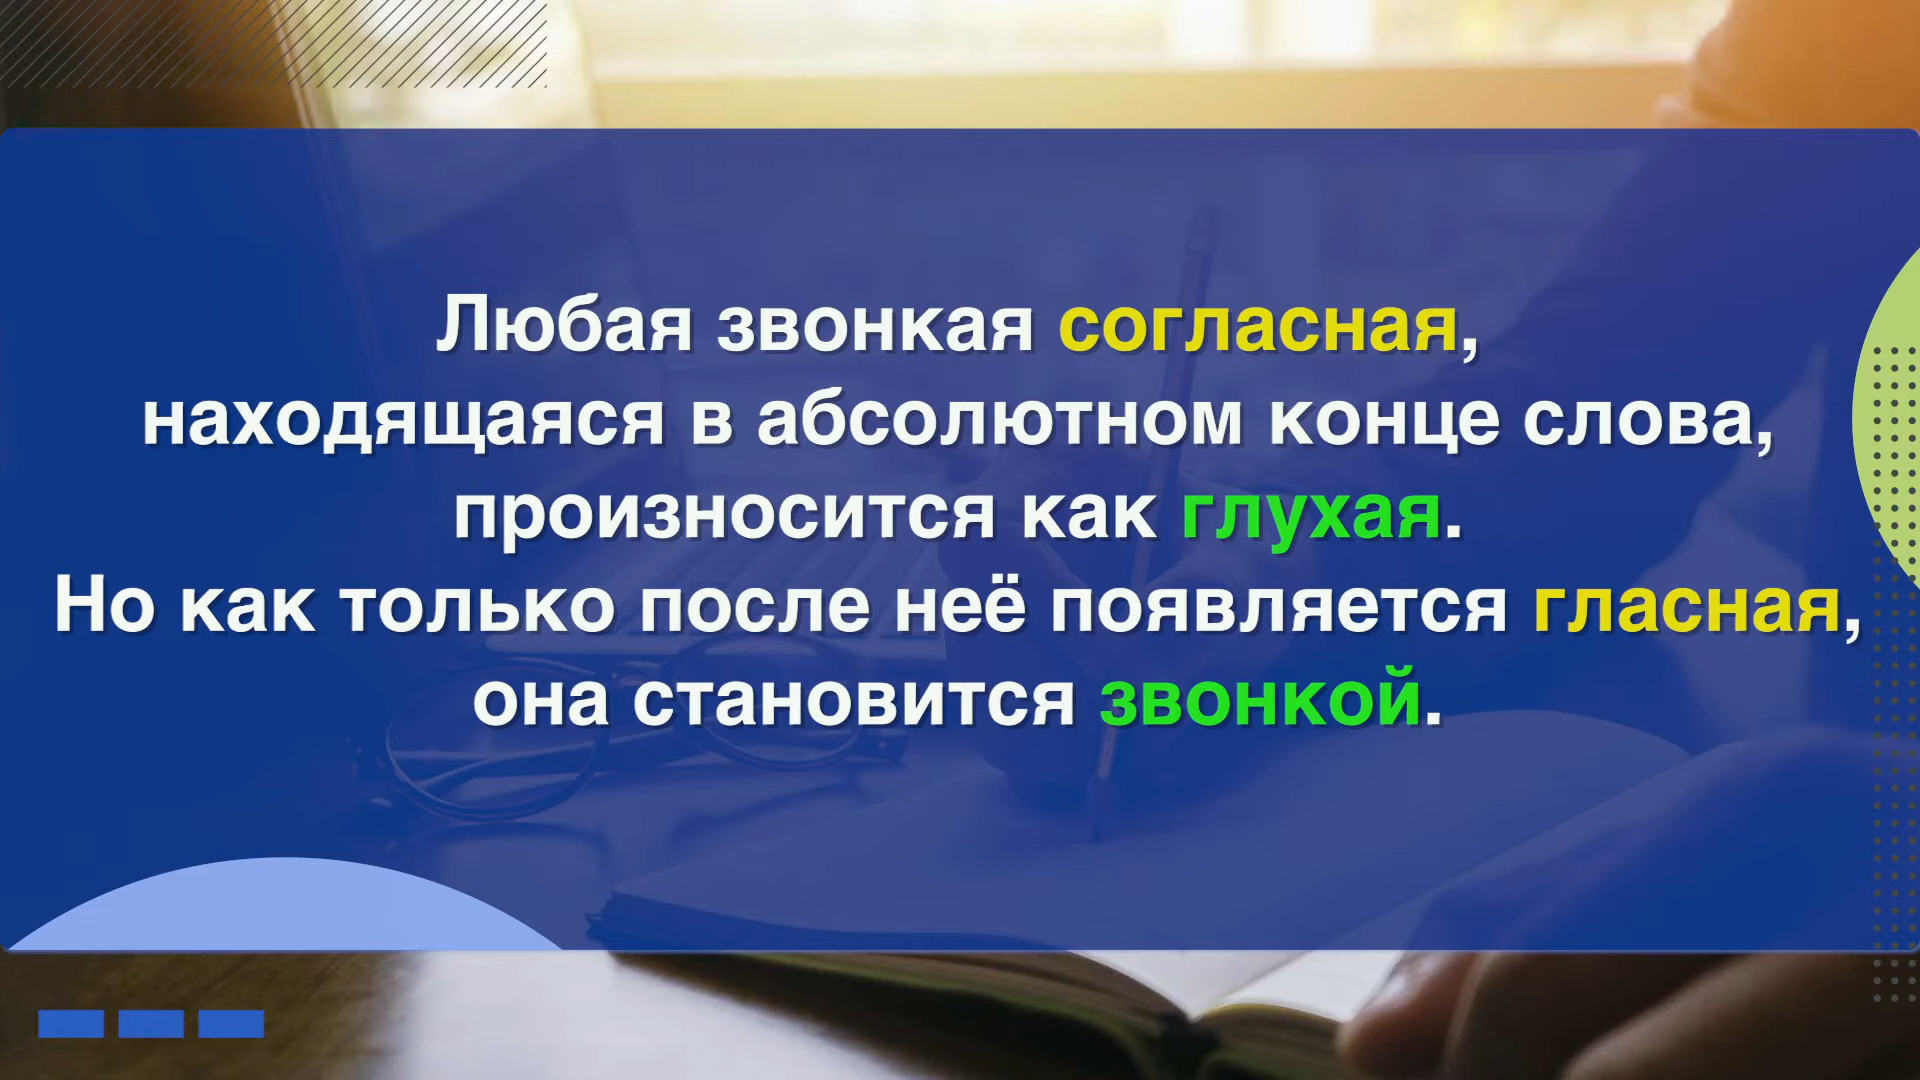 Любая звонкая согласная,
находящаяся в абсолютном конце слова,
произносится как глухая.
Но как только после неё появляется гласная,
она становится звонкой.